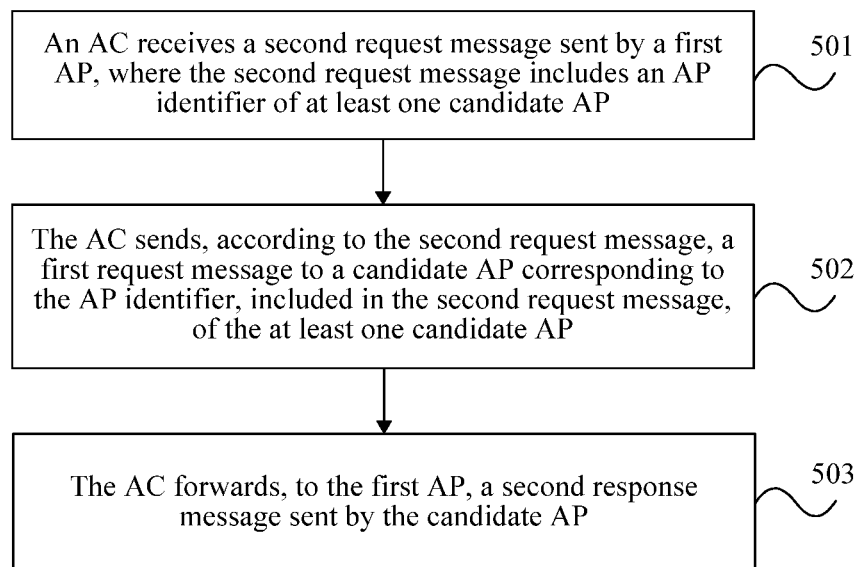 An AC receives a second request message sent by a first
AP, where the second request message includes an AP
identifier of at least one candidate AP
501
The AC sends, according to the second request message, a
first request message to a candidate AP corresponding to
the AP identifier, included in the second request message,
of the at least one candidate AP
502
The AC forwards, to the first AP, a second response
message sent by the candidate AP
503